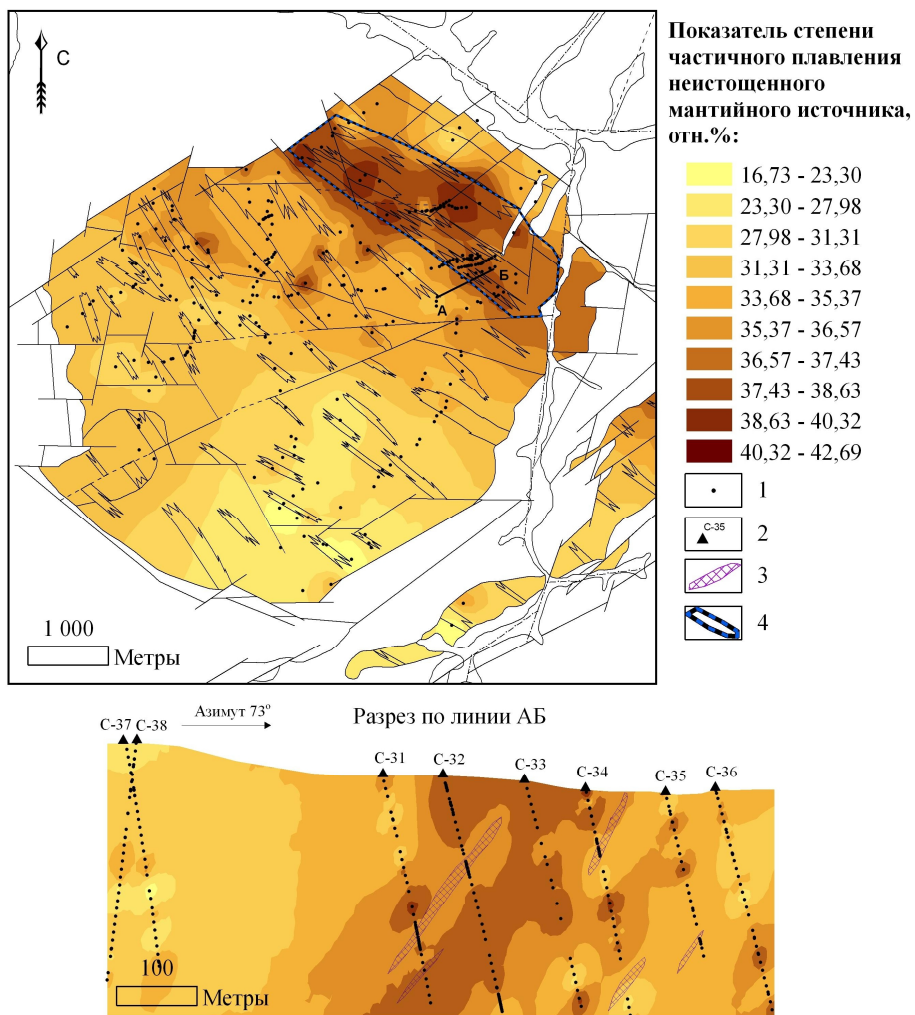 С
Показатель степени
частичного плавления
неистощенного
мантийного источника,
отн.%:
16,73 - 23,30
23,30 - 27,98
27,98 - 31,31
31,31 - 33,68
33,68 - 35,37
35,37 - 36,57
36,57 - 37,43
37,43 - 38,63
38,63 - 40,32
40,32 - 42,69
1
С-35 2
3
4
Б
А
1 000
Метры
Азимут 73°
Разрез по линии АБ
С-37 С-38
С-31 С-32 С-33 С-34 С-35 С-36
100
Метры